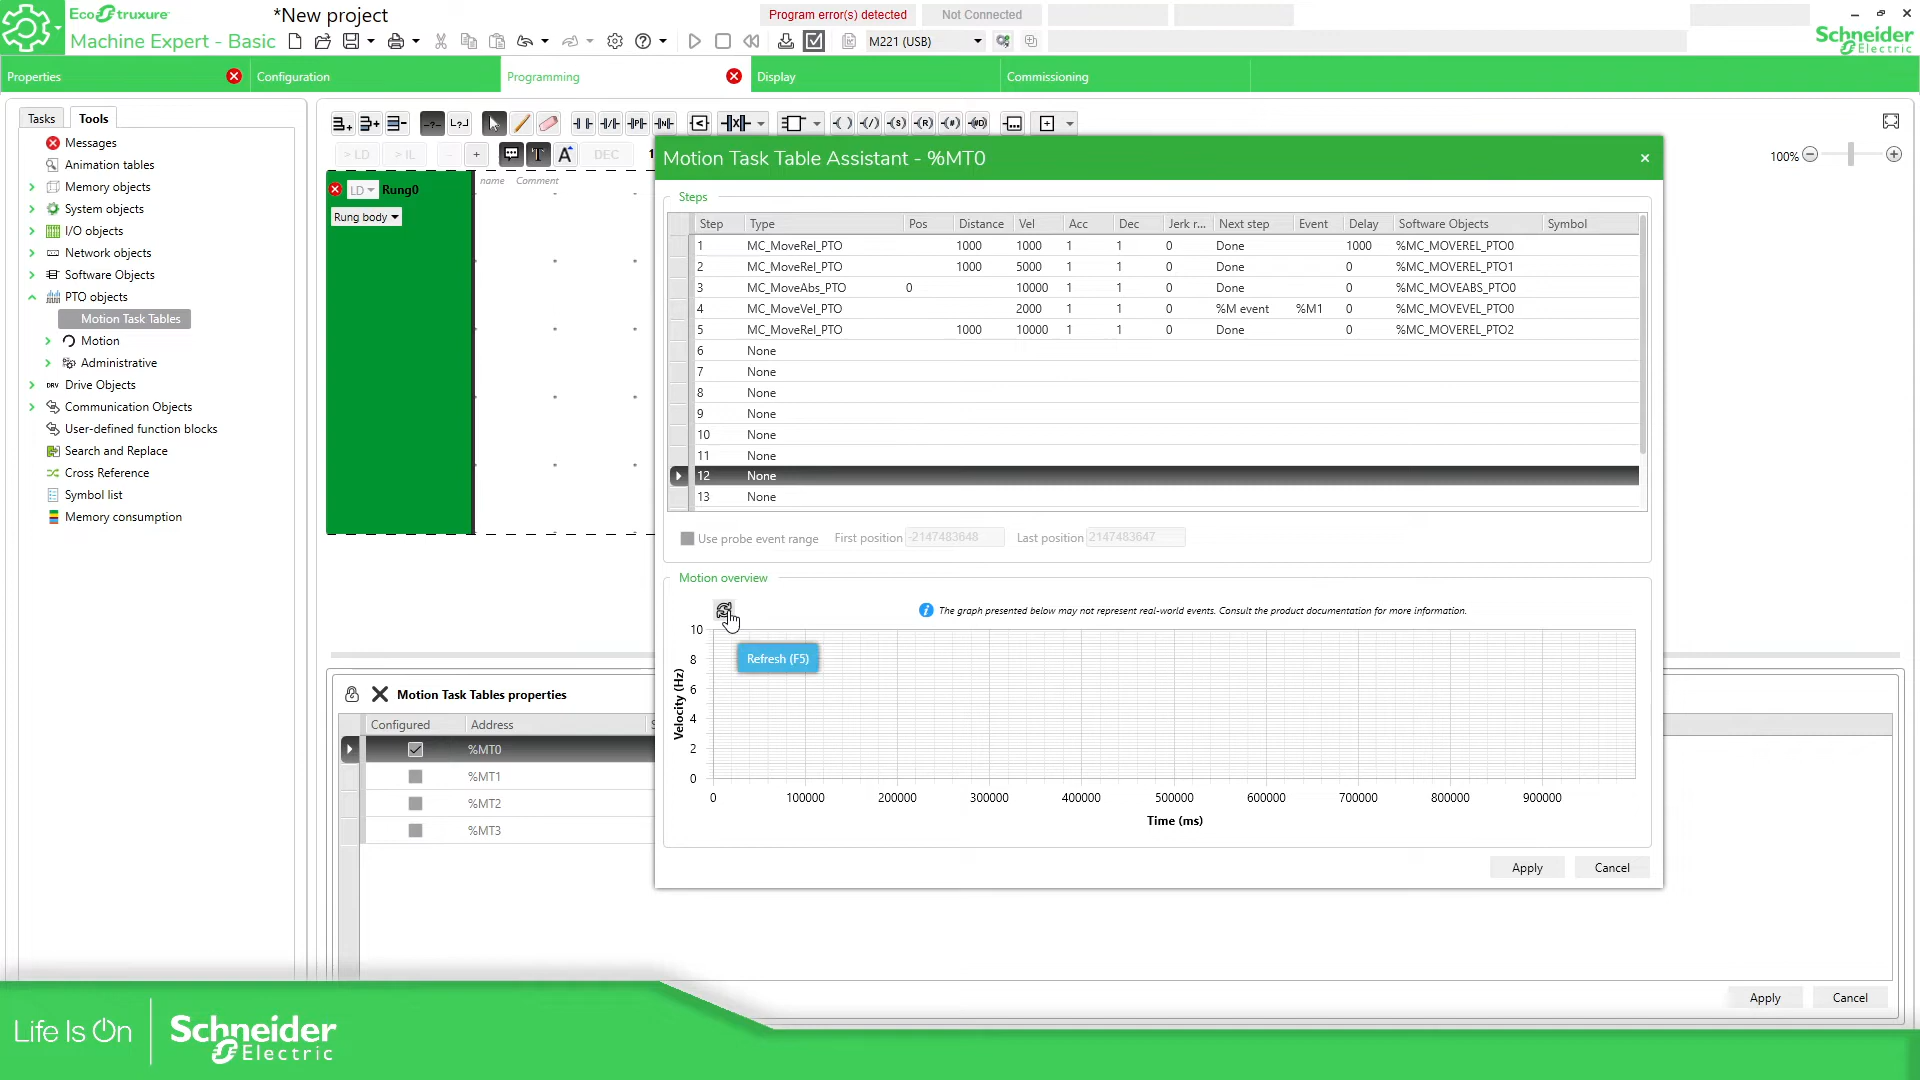 EcoStruxure
Machine Expert - Basic
*New project
Program error(s) detected
Not Connected
M221 (USB)
Schneider
Electric
Properties
Configuration
Programming
Display
Commissioning
Tasks
Tools
Messages
Animation tables
Memory objects
System objects
I/O objects
Network objects
Software Objects
PTO objects
Motion Task Tables
Motion
Administrative
Drive Objects
Communication Objects
User-defined function blocks
Search and Replace
Cross Reference
Symbol list
Memory consumption
> LD
> IL
- +
T
A
DEC
1
100%
LD
Rung0
name
Comment
Rung body
Motion Task Table Assistant - %MT0
Steps
Step Type Pos Distance Vel Acc Dec Jerk r... Next step Event Delay Software Objects Symbol
1 MC_MoveRel_PTO 1000 1000 1 1 0 Done 1000 %MC_MOVEREL_PTO0
2 MC_MoveRel_PTO 1000 5000 1 1 0 Done 0 %MC_MOVEREL_PTO1
3 MC_MoveAbs_PTO 0 10000 1 1 0 Done 0 %MC_MOVEABS_PTO0
4 MC_MoveVel_PTO 2000 1 1 0 %M event %M1 0 %MC_MOVEVEL_PTO0
5 MC_MoveRel_PTO 1000 10000 1 1 0 Done 0 %MC_MOVEREL_PTO2
6 None
7 None
8 None
9 None
10 None
11 None
12 None
13 None
Use probe event range First position -2147483648 Last position 2147483647
Motion overview
The graph presented below may not represent real-world events. Consult the product documentation for more information.
Refresh (F5)
Velocity (Hz)
10
8
6
4
2
0
0 100000 200000 300000 400000 500000 600000 700000 800000 900000
Time (ms)
Apply
Cancel
Motion Task Tables properties
Configured Address S
%MT0
%MT1
%MT2
%MT3
Apply
Cancel
Life Is On
Schneider
Electric